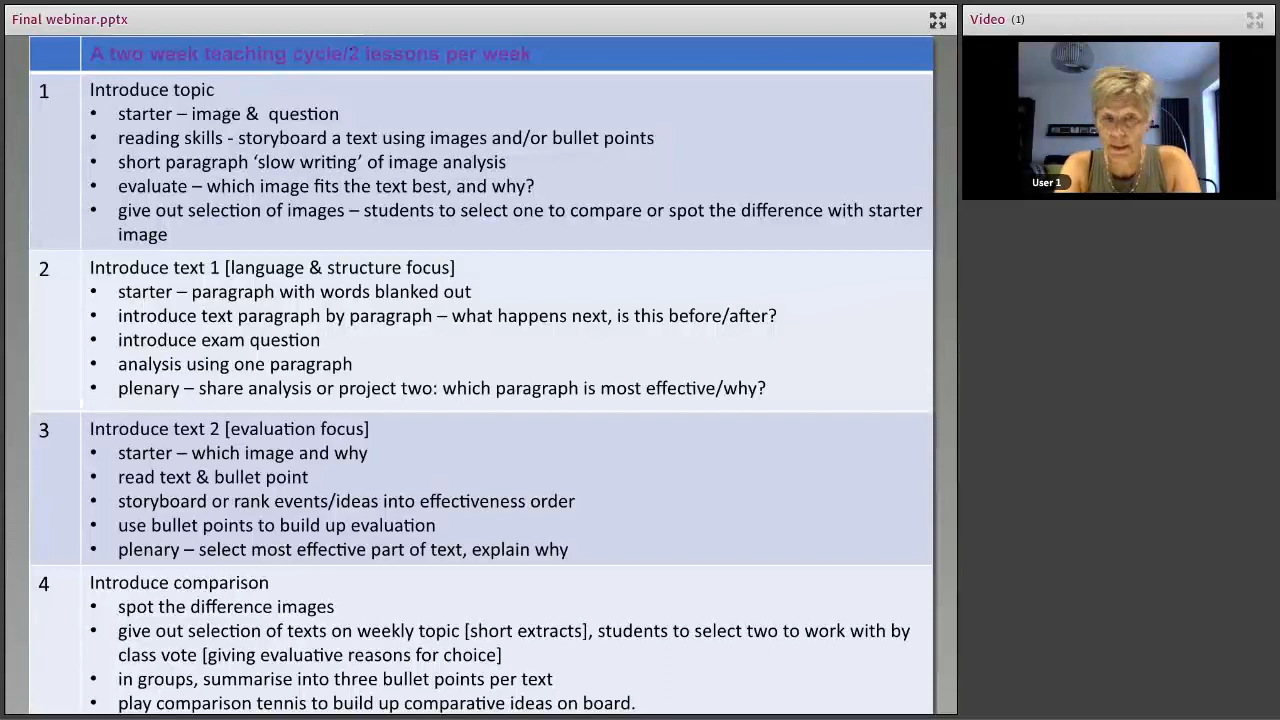 Final webinar.pptx
Video (1)
User 1
A two week teaching cycle/2 lessons per week
1
Introduce topic
• starter – image & question
• reading skills - storyboard a text using images and/or bullet points
• short paragraph ‘slow writing’ of image analysis
• evaluate – which image fits the text best, and why?
• give out selection of images – students to select one to compare or spot the difference with starter
image
2
Introduce text 1 [language & structure focus]
• starter – paragraph with words blanked out
• introduce text paragraph by paragraph – what happens next, is this before/after?
• introduce exam question
• analysis using one paragraph
• plenary – share analysis or project two: which paragraph is most effective/why?
3
Introduce text 2 [evaluation focus]
• starter – which image and why
• read text & bullet point
• storyboard or rank events/ideas into effectiveness order
• use bullet points to build up evaluation
• plenary – select most effective part of text, explain why
4
Introduce comparison
• spot the difference images
• give out selection of texts on weekly topic [short extracts], students to select two to work with by
class vote [giving evaluative reasons for choice]
• in groups, summarise into three bullet points per text
• play comparison tennis to build up comparative ideas on board.